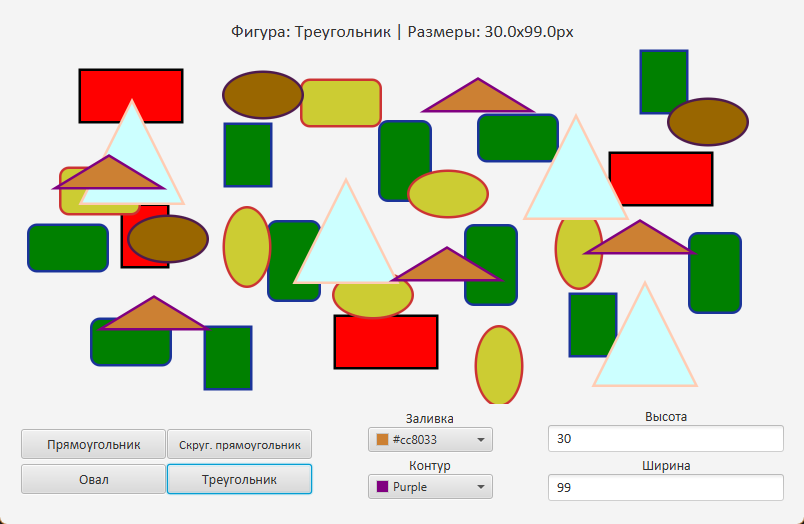 Фигура: Треугольник | Размеры: 30.0x99.0px
Заливка
Высота
Прямоугольник
Скруг. прямоугольник
#cc8033
30
Контур
Ширина
Овал
Треугольник
Purple
99